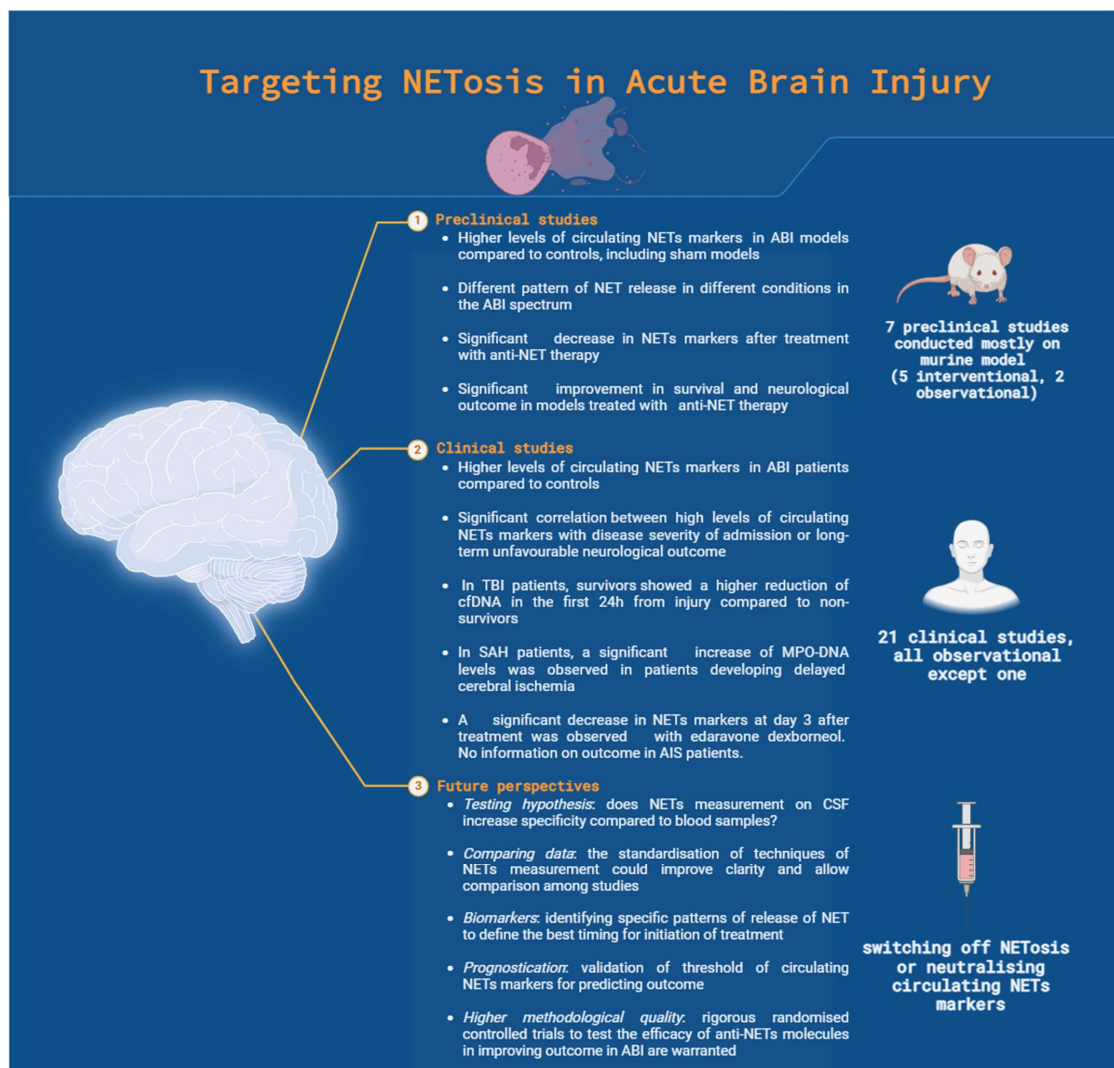 Targeting NETosis in Acute Brain Injury
1 Preclinical studies
• Higher levels of circulating NETs markers in ABI models
compared to controls, including sham models
• Different pattern of NET release in different conditions in
the ABI spectrum
• Significant decrease in NETs markers after treatment
with anti-NET therapy
• Significant improvement in survival and neurological
outcome in models treated with anti-NET therapy
7 preclinical studies
conducted mostly on
murine model
(5 interventional, 2
observational)
2 Clinical studies
• Higher levels of circulating NETs markers in ABI patients
compared to controls
• Significant correlation between high levels of circulating
NETs markers with disease severity of admission or long-
term unfavourable neurological outcome
• In TBI patients, survivors showed a higher reduction of
cfDNA in the first 24h from injury compared to non-
survivors
• In SAH patients, a significant increase of MPO-DNA
levels was observed in patients developing delayed
cerebral ischemia
• A significant decrease in NETs markers at day 3 after
treatment was observed with edaravone dexborneol.
No information on outcome in AIS patients.
21 clinical studies,
all observational
except one
3 Future perspectives
• Testing hypothesis: does NETs measurement on CSF
increase specificity compared to blood samples?
• Comparing data: the standardisation of techniques of
NETs measurement could improve clarity and allow
comparison among studies
• Biomarkers: identifying specific patterns of release of NET
to define the best timing for initiation of treatment
• Prognostication: validation of threshold of circulating
NETs markers for predicting outcome
• Higher methodological quality: rigorous randomised
controlled trials to test the efficacy of anti-NETs molecules
in improving outcome in ABI are warranted
switching off NETosis
or neutralising
circulating NETs
markers